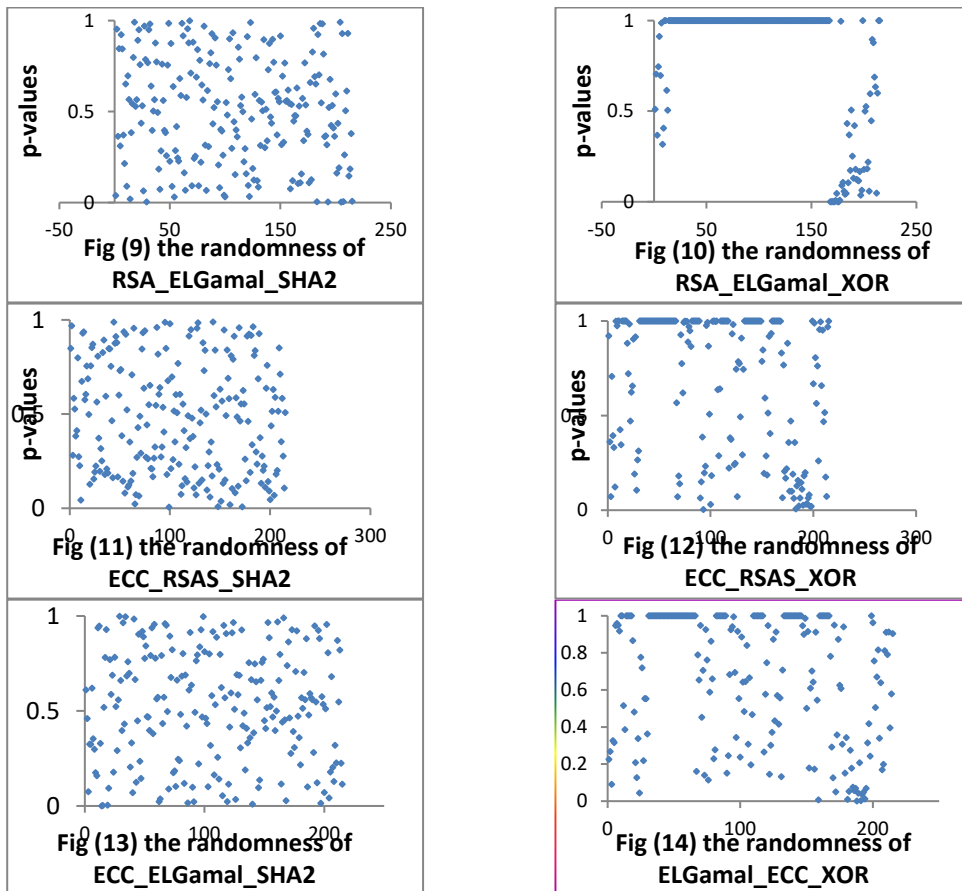 1
0.5
0
p-values
-50 50 150 250
Fig (9) the randomness of
RSA_ELGamal_SHA2
1
0.5
0
p-values
-50 50 150 250
Fig (10) the randomness of
RSA_ELGamal_XOR
1
0.5
0
p-values
0 100 200 300
Fig (11) the randomness of
ECC_RSAS_SHA2
1
0.5
0
p-values
0 100 200 300
Fig (12) the randomness of
ECC_RSAS_XOR
1
0.5
0
0 100 200
Fig (13) the randomness of
ECC_ELGamal_SHA2
1
0.8
0.6
0.4
0.2
0
0 100 200
Fig (14) the randomness of
ELGamal_ECC_XOR